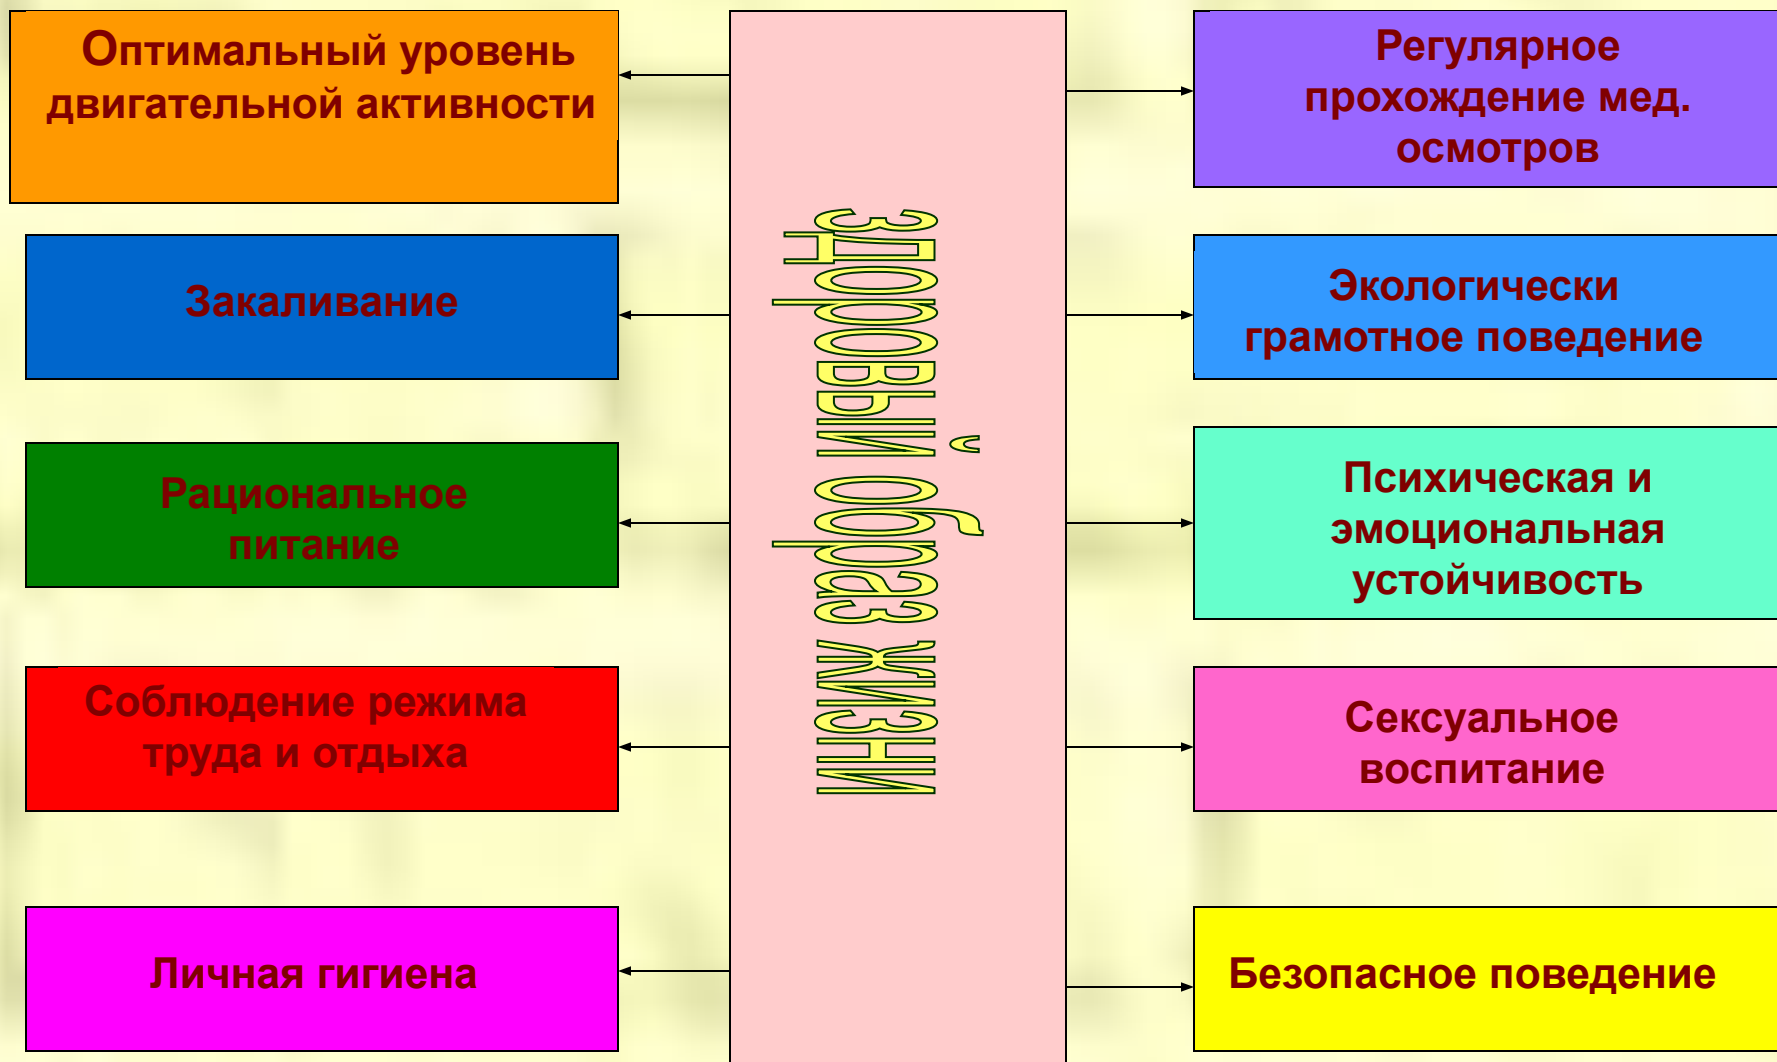 Оптимальный уровень
двигательной активности
Закаливание
Рациональное
питание
Соблюдение режима
труда и отдыха
Личная гигиена
здоровый образ жизни
Регулярное
прохождение мед.
осмотров
Экологически
грамотное поведение
Психическая и
эмоциональная
устойчивость
Сексуальное
воспитание
Безопасное поведение